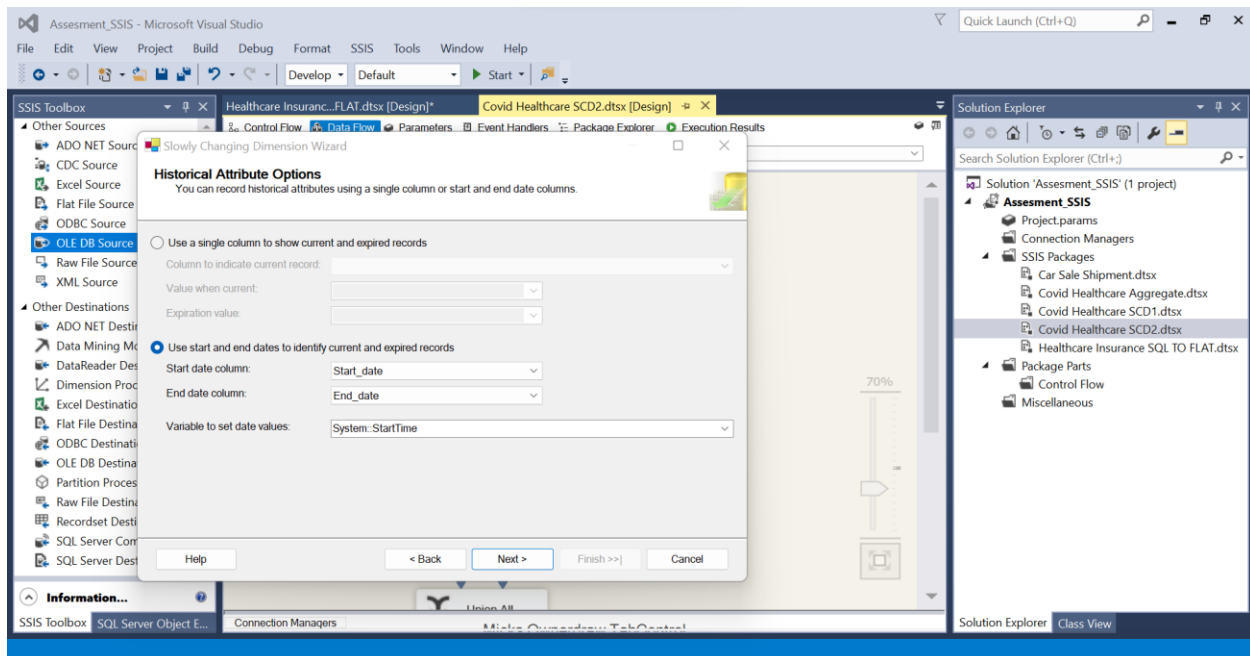 Assesment_SSIS - Microsoft Visual Studio
Quick Launch (Ctrl+Q)
File Edit View Project Build Debug Format SSIS Tools Window Help
Develop Default Start
SSIS Toolbox
Other Sources
ADO NET Sourc
CDC Source
Excel Source
Flat File Source
ODBC Source
OLE DB Source
Raw File Source
XML Source
Other Destinations
ADO NET Destin
Data Mining Mo
DataReader Des
Dimension Proc
Excel Destinatio
Flat File Destina
ODBC Destinati
OLE DB Destina
Partition Proces
Raw File Destina
Recordset Desti
SQL Server Com
SQL Server Dest
Information...
SSIS Toolbox SQL Server Object E...
Healthcare Insuranc...FLAT.dtsx [Design]* Covid Healthcare SCD2.dtsx [Design]
Control Flow Data Flow Parameters Event Handlers Package Explorer Execution Results
Slowly Changing Dimension Wizard
Historical Attribute Options
You can record historical attributes using a single column or start and end date columns.
Use a single column to show current and expired records
Column to indicate current record:
Value when current:
Expiration value:
Use start and end dates to identify current and expired records
Start date column: Start_date
End date column: End_date
Variable to set date values: System::StartTime
Help < Back Next > Finish >>| Cancel
70%
Union All
Connection Managers
Solution Explorer
Search Solution Explorer (Ctrl+;)
Solution 'Assesment_SSIS' (1 project)
Assesment_SSIS
Project.params
Connection Managers
SSIS Packages
Car Sale Shipment.dtsx
Covid Healthcare Aggregate.dtsx
Covid Healthcare SCD1.dtsx
Covid Healthcare SCD2.dtsx
Healthcare Insurance SQL TO FLAT.dtsx
Package Parts
Control Flow
Miscellaneous
Solution Explorer Class View